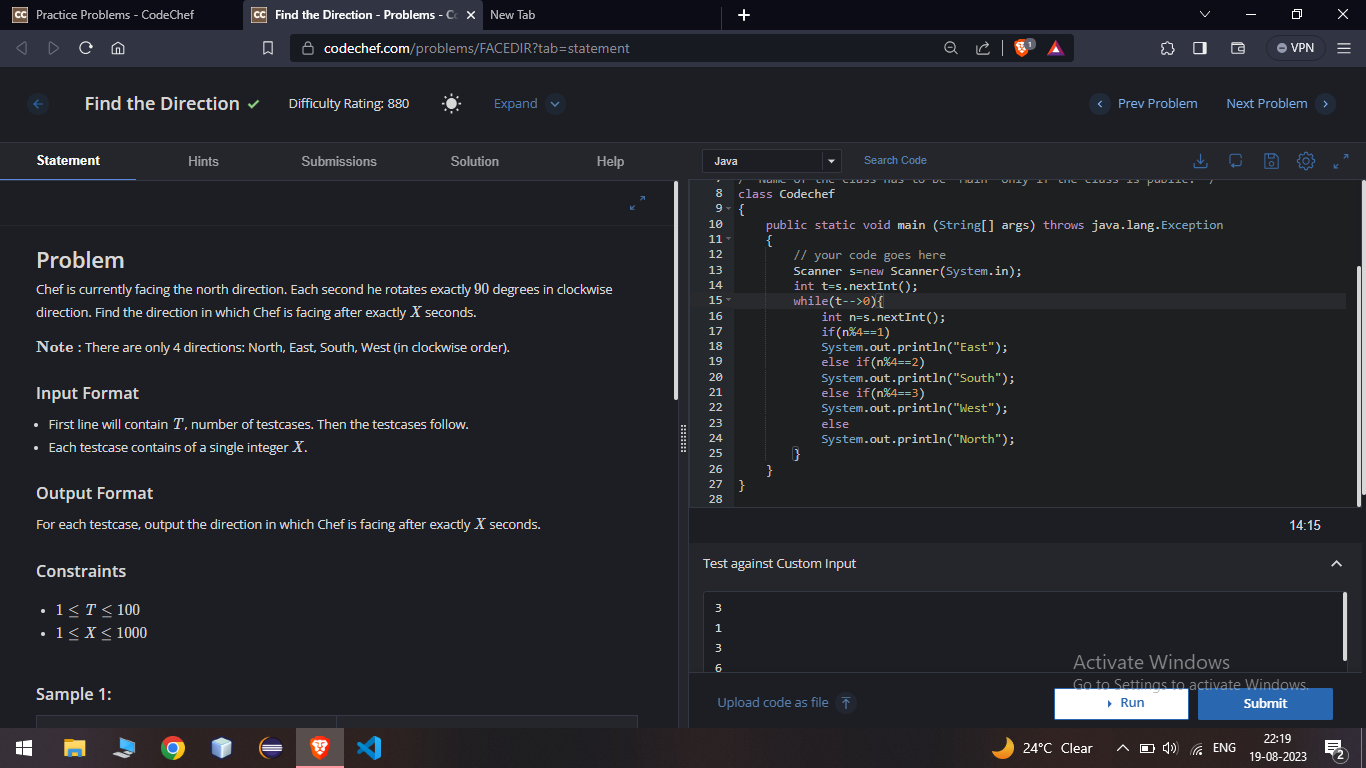 Practice Problems - CodeChef
Find the Direction - Problems - Co
New Tab
codechef.com/problems/FACEDIR?tab=statement
1
VPN
Find the Direction
Difficulty Rating: 880
Expand
Prev Problem
Next Problem
Statement
Hints
Submissions
Solution
Help
Java
Search Code
Problem
Chef is currently facing the north direction. Each second he rotates exactly 90 degrees in clockwise
direction. Find the direction in which Chef is facing after exactly X seconds.
Note : There are only 4 directions: North, East, South, West (in clockwise order).
Input Format
• First line will contain T, number of testcases. Then the testcases follow.
• Each testcase contains of a single integer X.
Output Format
For each testcase, output the direction in which Chef is facing after exactly X seconds.
Constraints
• 1 ≤ T ≤ 100
• 1 ≤ X ≤ 1000
Sample 1:
8 class Codechef
9 {
10 public static void main (String[] args) throws java.lang.Exception
11 {
12 // your code goes here
13 Scanner s=new Scanner(System.in);
14 int t=s.nextInt();
15 while(t-->0){
16 int n=s.nextInt();
17 if(n%4==1)
18 System.out.println("East");
19 else if(n%4==2)
20 System.out.println("South");
21 else if(n%4==3)
22 System.out.println("West");
23 else
24 System.out.println("North");
25 }
26 }
27 }
28
14:15
Test against Custom Input
3
1
3
6
Activate Windows
Go to Settings to activate Windows.
Upload code as file
Run
Submit
24°C Clear
ENG
22:19
19-08-2023
2